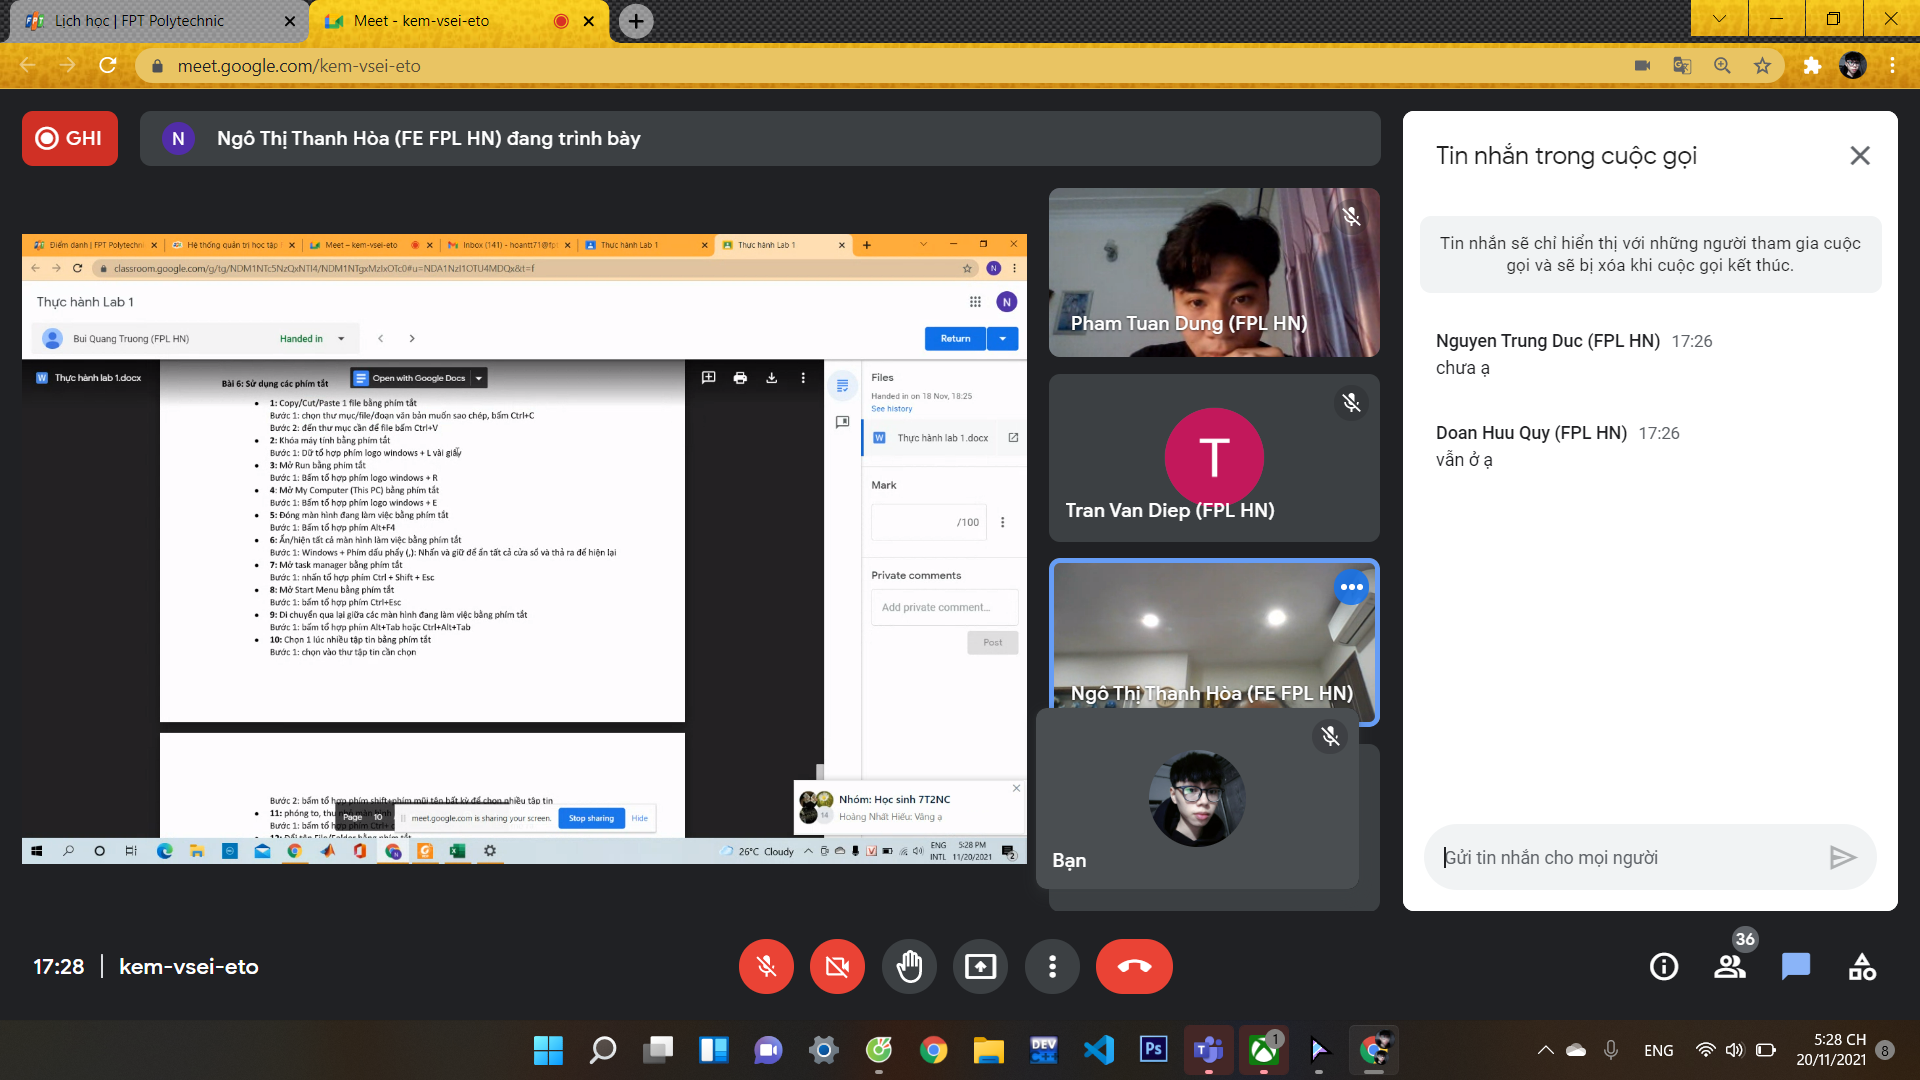 Lịch học | FPT Polytechnic
Meet - kem-vsei-eto
meet.google.com/kem-vsei-eto
GHI
N
Ngô Thị Thanh Hòa (FE FPL HN) đang trình bày
Điểm danh | FPT Polytechni
Hệ thống quản trị học tập
Meet – kem-vsei-eto
Inbox (141) - hoantt71@fp
Thực hành Lab 1
Thực hành Lab 1
N
Thực hành Lab 1
N
Bui Quang Truong (FPL HN)
Handed in
Return
Thực hành lab 1.docx
Open with Google Docs
Bài 6: Sử dụng các phím tắt
1: Copy/Cut/Paste 1 file bằng phím tắt
Bước 1: chọn thư mục/file/đoạn văn bản muốn sao chép, bấm Ctrl+C
Bước 2: đến thư mục cần để file bấm Ctrl+V
2: Khóa máy tính bằng phím tắt
Bước 1: Dữ tổ hợp phím logo windows + L vài giấy
3: Mở Run bằng phím tắt
Bước 1: Bấm tổ hợp phím logo windows + R
4: Mở My Computer (This PC) bằng phím tắt
Bước 1: Bấm tổ hợp phím logo windows + E
5: Đóng màn hình đang làm việc bằng phím tắt
Bước 1: Bấm tổ hợp phím Alt+F4
6: Ẩn/hiện tất cả màn hình làm việc bằng phím tắt
Bước 1: Windows + Phím dấu phẩy (,): Nhấn và giữ để ẩn tất cả cửa sổ và thả ra để hiện lại
7: Mở task manager bằng phím tắt
Bước 1: nhấn tổ hợp phím Ctrl + Shift + Esc
8: Mở Start Menu bằng phím tắt
Bước 1: bấm tổ hợp phím Ctrl+Esc
9: Di chuyển qua lại giữa các màn hình đang làm việc bằng phím tắt
Bước 1: bấm tổ hợp phím Alt+Tab hoặc Ctrl+Alt+Tab
10: Chọn 1 lúc nhiều tập tin bằng phím tắt
Bước 1: chọn vào thư tập tin cần chọn
Bước 2: bấm tổ hợp phím shift+phím mũi tên bất kỳ để chọn nhiều tập tin
11: phóng to, thu
Bước 1: bấm tổ
Page 10
meet.google.com is sharing your screen.
Stop sharing
Hide
Files
Handed in on 18 Nov, 18:25
See history
Thực hành lab 1.docx
Mark
/100
Private comments
Add private comment...
Post
Nhóm: Học sinh 7T2NC
Hoàng Nhất Hiếu: Vâng ạ
14
26°C Cloudy
ENG
INTL
5:28 PM
11/20/2021
2
Pham Tuan Dung (FPL HN)
T
Tran Van Diep (FPL HN)
Ngô Thị Thanh Hòa (FE FPL HN)
Bạn
Tin nhắn trong cuộc gọi
Tin nhắn sẽ chỉ hiển thị với những người tham gia cuộc
gọi và sẽ bị xóa khi cuộc gọi kết thúc.
Nguyen Trung Duc (FPL HN) 17:26
chưa ạ
Doan Huu Quy (FPL HN) 17:26
vẫn ở ạ
Gửi tin nhắn cho mọi người
17:28 | kem-vsei-eto
36
DEV
Ps
1
ENG
5:28 CH
20/11/2021
8